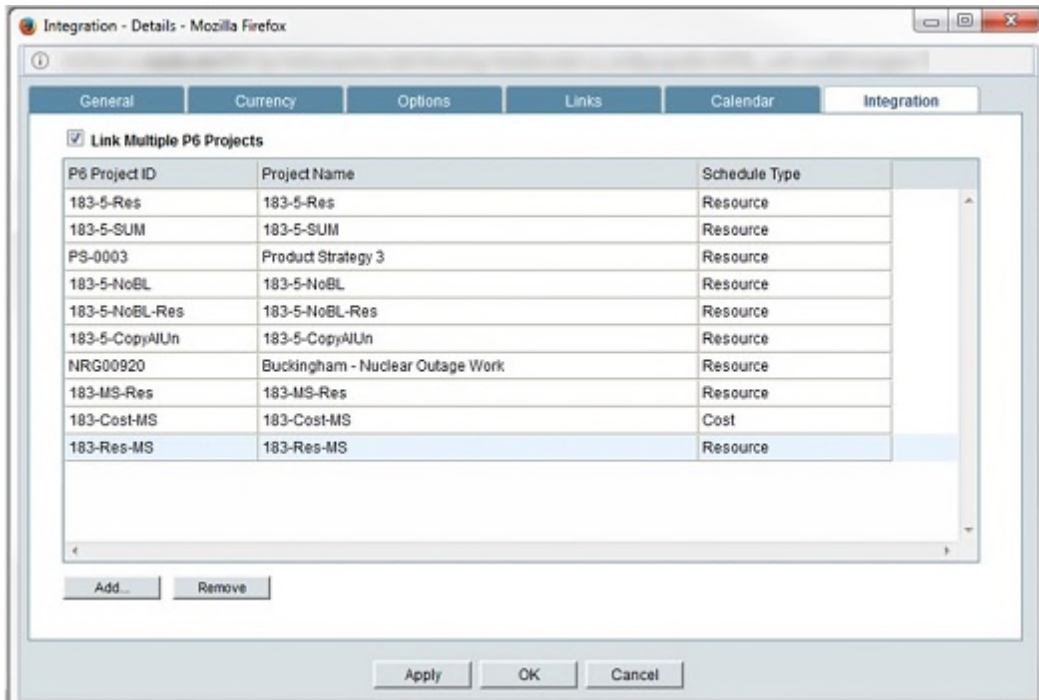 Integration - Details - Mozilla Firefox
General Currency Options Links Calendar Integration
Link Multiple P6 Projects
P6 Project ID Project Name Schedule Type
183-5-Res 183-5-Res Resource
183-5-SUM 183-5-SUM Resource
PS-0003 Product Strategy 3 Resource
183-5-NoBL 183-5-NoBL Resource
183-5-NoBL-Res 183-5-NoBL-Res Resource
183-5-CopyAlUn 183-5-CopyAlUn Resource
NRG00920 Buckingham - Nuclear Outage Work Resource
183-MS-Res 183-MS-Res Resource
183-Cost-MS 183-Cost-MS Cost
183-Res-MS 183-Res-MS Resource
Add... Remove
Apply OK Cancel